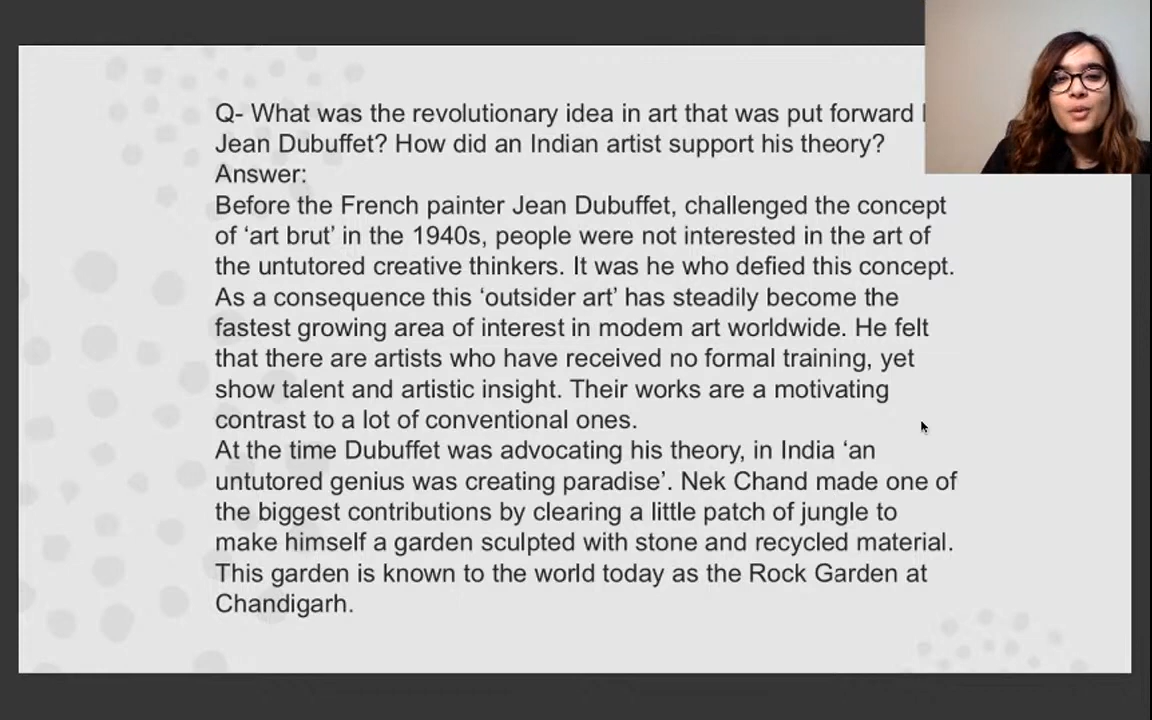 Q- What was the revolutionary idea in art that was put forward
Jean Dubuffet? How did an Indian artist support his theory?
Answer:
Before the French painter Jean Dubuffet, challenged the concept
of ‘art brut’ in the 1940s, people were not interested in the art of
the untutored creative thinkers. It was he who defied this concept.
As a consequence this ‘outsider art’ has steadily become the
fastest growing area of interest in modem art worldwide. He felt
that there are artists who have received no formal training, yet
show talent and artistic insight. Their works are a motivating
contrast to a lot of conventional ones.
At the time Dubuffet was advocating his theory, in India ‘an
untutored genius was creating paradise’. Nek Chand made one of
the biggest contributions by clearing a little patch of jungle to
make himself a garden sculpted with stone and recycled material.
This garden is known to the world today as the Rock Garden at
Chandigarh.